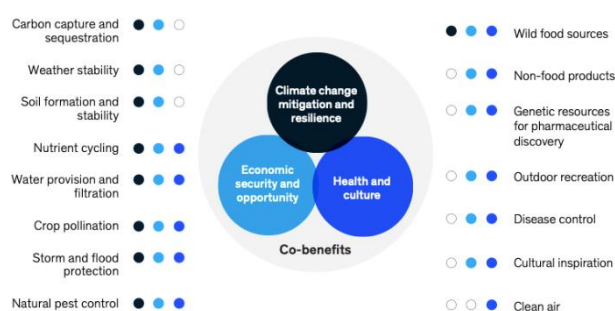 Carbon capture and
sequestration
Weather stability
Soil formation and
stability
Nutrient cycling
Water provision and
filtration
Crop pollination
Storm and flood
protection
Natural pest control
Climate change
mitigation and
resilience
Economic
security and
opportunity
Health and
culture
Co-benefits
Wild food sources
Non-food products
Genetic resources
for pharmaceutical
discovery
Outdoor recreation
Disease control
Cultural inspiration
Clean air